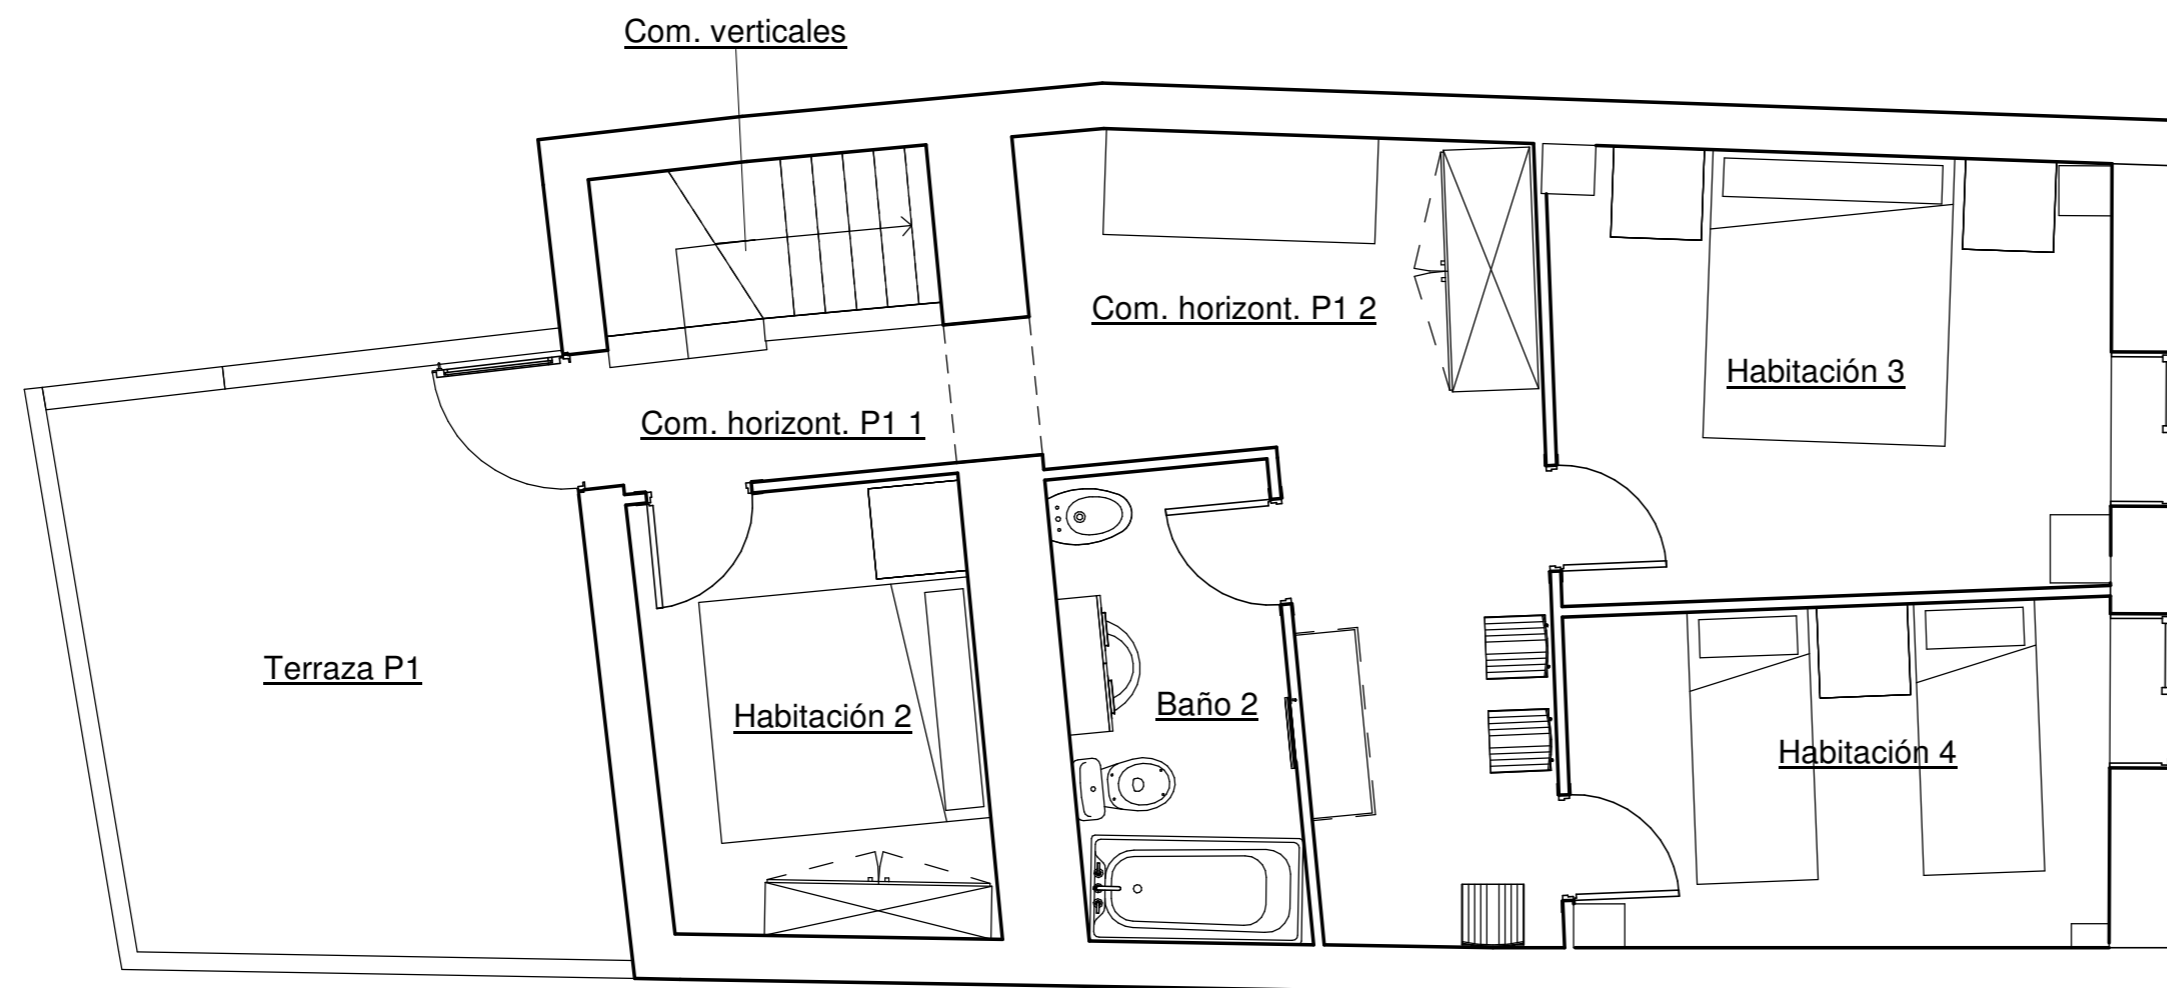 Com. verticales
Com. horizont. P1 2
Habitación 3
Com. horizont. P1 1
Terraza P1
Habitación 2
Baño 2
Habitación 4